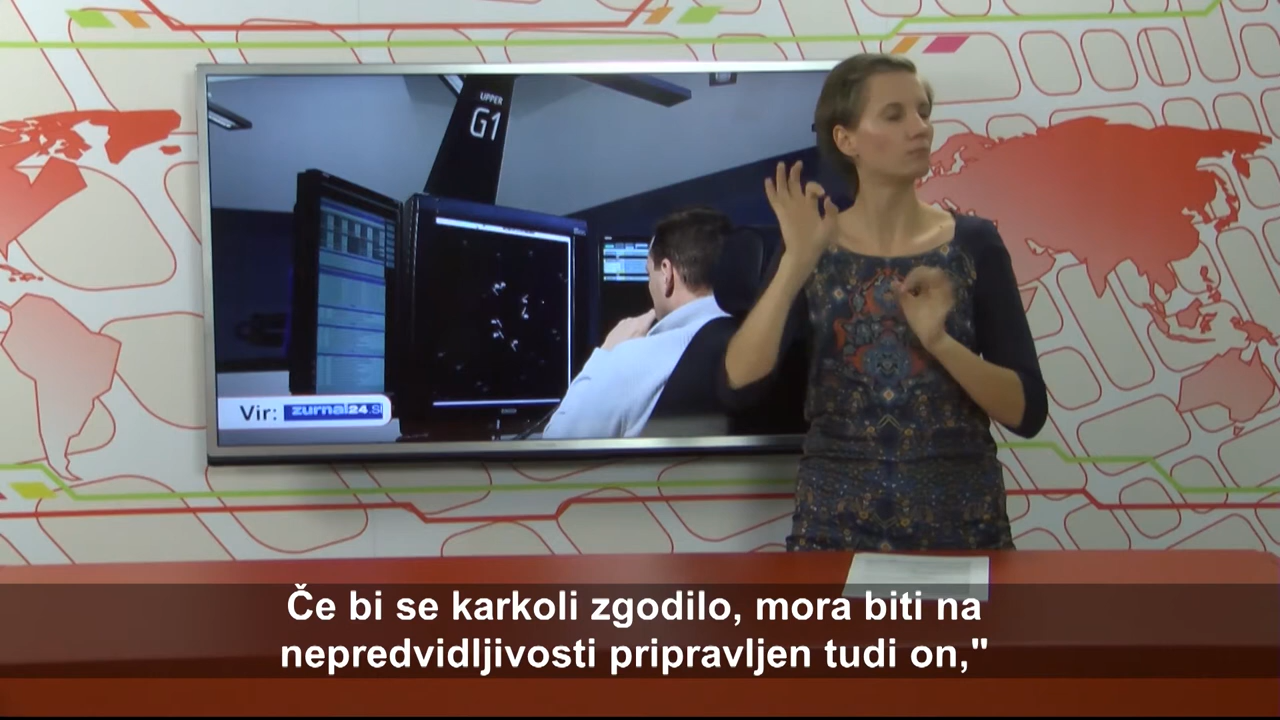 UPPER
G1
Vir: zurnal24.si
Če bi se karkoli zgodilo, mora biti na
nepredvidljivosti pripravljen tudi on,"